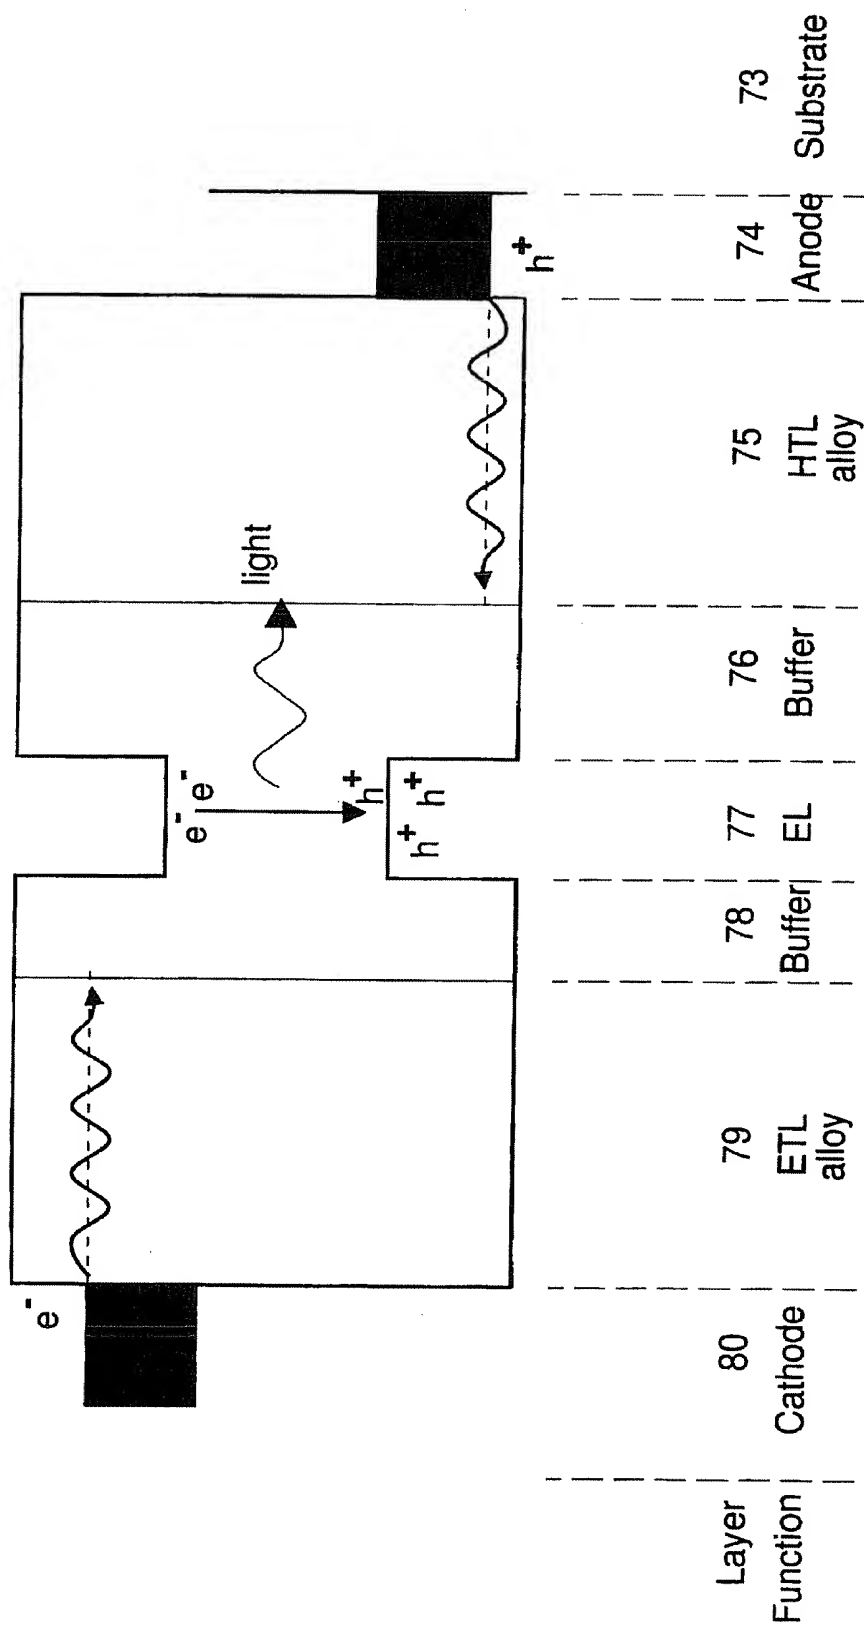 e-
e- e-
h+
h+ h+
light
h+
Layer 80 79 78 77 76 75 74 73
Function Cathode ETL Buffer EL Buffer HTL Anode Substrate
alloy alloy